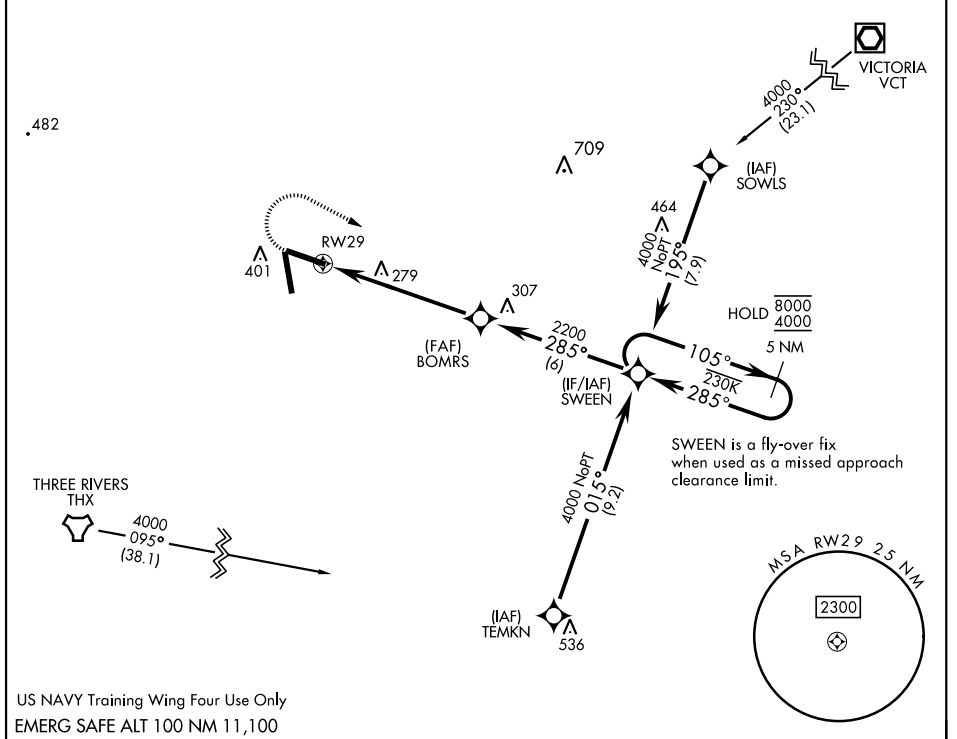 VICTORIA
VCT
4000
230°
(23.1)
.482
709
(IAF)
SOWLS
464
4000
NoPT
195°
(7.9)
RW29
401
279
307
(FAF)
BOMRS
2200
285°
(6)
HOLD 8000
4000
5 NM
105°
230K
285°
(IF/IAF)
SWEEN
SWEEN is a fly-over fix
when used as a missed approach
clearance limit.
4000 NoPT
015°
(9.2)
THREE RIVERS
THX
4000
095°
(38.1)
(IAF)
TEMKN
536
MSA RW29 25 NM
2300
US NAVY Training Wing Four Use Only
EMERG SAFE ALT 100 NM 11,100